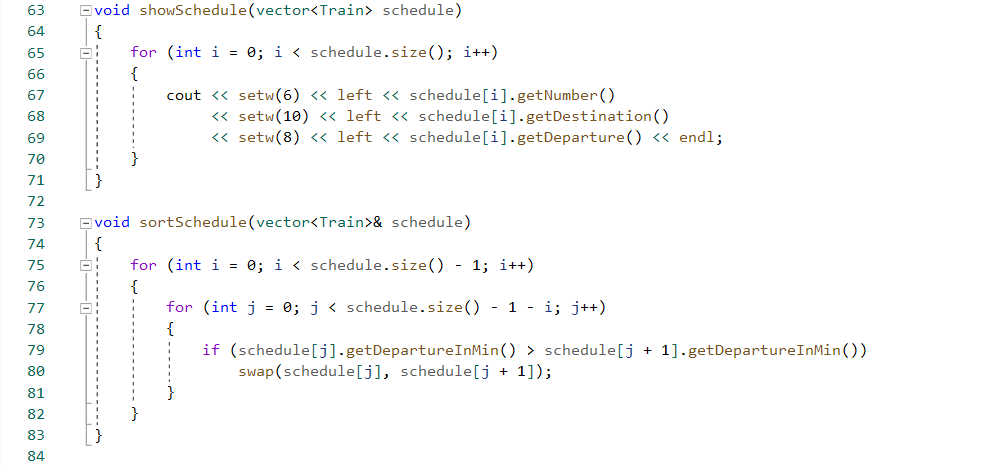 63 void showSchedule(vector<Train> schedule)
64 {
65     for (int i = 0; i < schedule.size(); i++)
66     {
67         cout << setw(6) << left << schedule[i].getNumber()
68              << setw(10) << left << schedule[i].getDestination()
69              << setw(8) << left << schedule[i].getDeparture() << endl;
70     }
71 }
72
73 void sortSchedule(vector<Train>& schedule)
74 {
75     for (int i = 0; i < schedule.size() - 1; i++)
76     {
77         for (int j = 0; j < schedule.size() - 1 - i; j++)
78         {
79             if (schedule[j].getDepartureInMin() > schedule[j + 1].getDepartureInMin())
80                 swap(schedule[j], schedule[j + 1]);
81         }
82     }
83 }
84